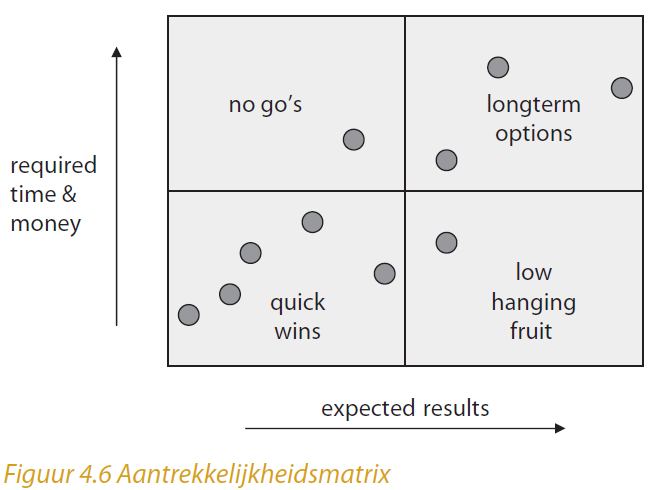 no go's
longterm
options
required
time &
money
quick
wins
low
hanging
fruit
expected results
Figuur 4.6 Aantrekkelijkheidsmatrix